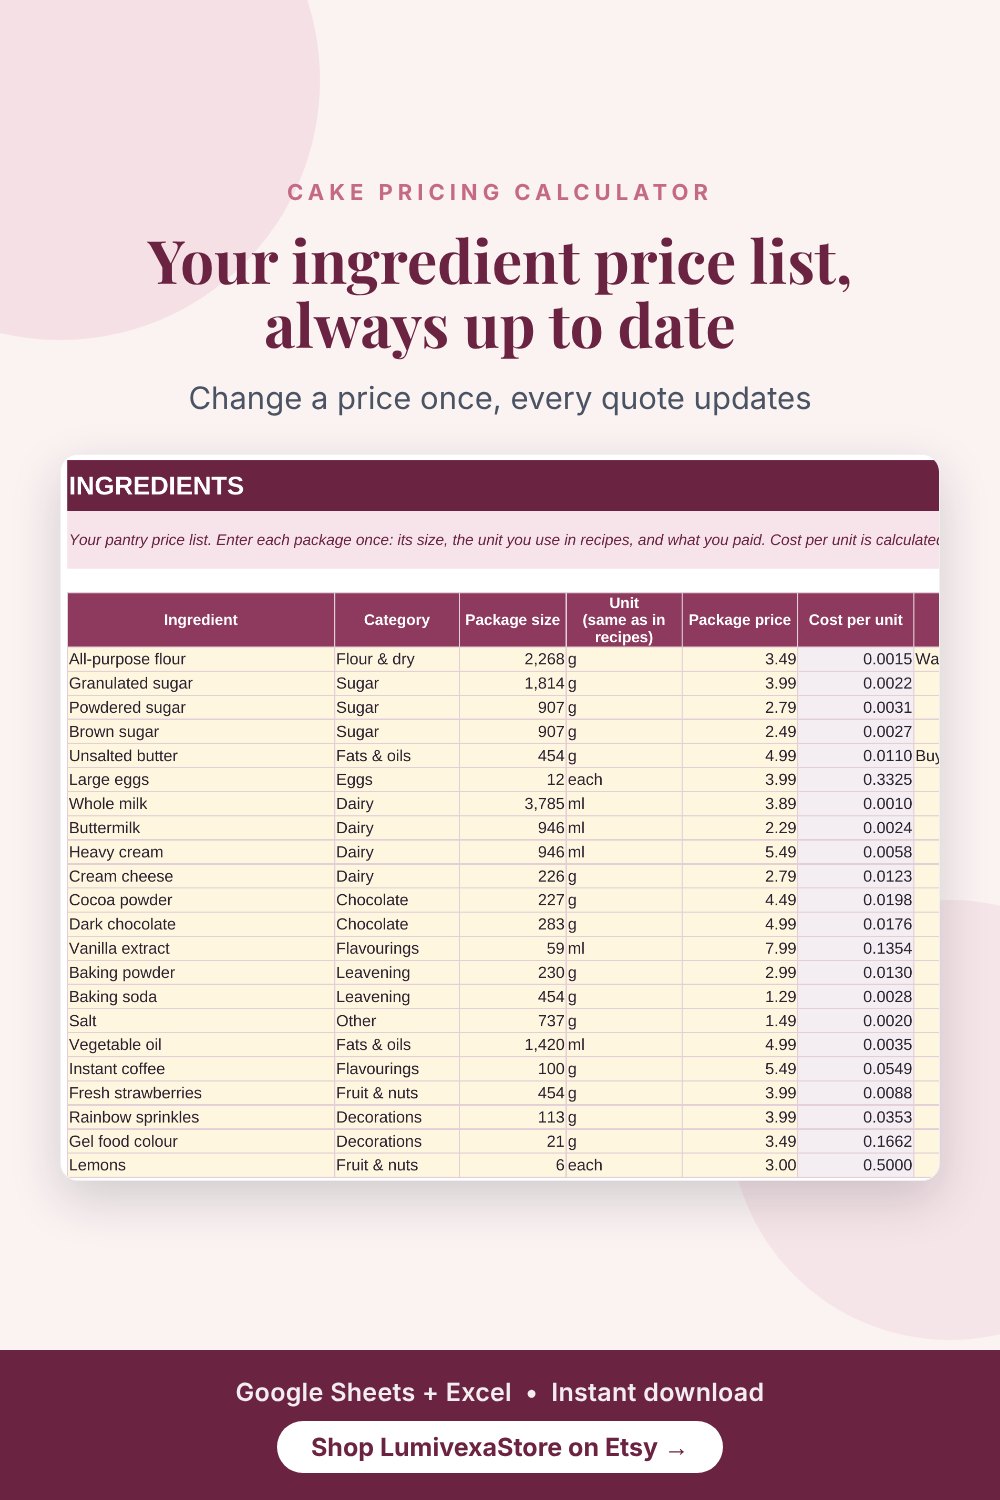 CAKE PRICING CALCULATOR
Your ingredient price list,
always up to date
Change a price once, every quote updates
INGREDIENTS
Your pantry price list. Enter each package once: its size, the unit you use in recipes, and what you paid. Cost per unit is calculated
Ingredient Category Package size Unit (same as in recipes) Package price Cost per unit
All-purpose flour Flour & dry 2,268 g 3.49 0.0015 Wa
Granulated sugar Sugar 1,814 g 3.99 0.0022
Powdered sugar Sugar 907 g 2.79 0.0031
Brown sugar Sugar 907 g 2.49 0.0027
Unsalted butter Fats & oils 454 g 4.99 0.0110 Buy
Large eggs Eggs 12 each 3.99 0.3325
Whole milk Dairy 3,785 ml 3.89 0.0010
Buttermilk Dairy 946 ml 2.29 0.0024
Heavy cream Dairy 946 ml 5.49 0.0058
Cream cheese Dairy 226 g 2.79 0.0123
Cocoa powder Chocolate 227 g 4.49 0.0198
Dark chocolate Chocolate 283 g 4.99 0.0176
Vanilla extract Flavourings 59 ml 7.99 0.1354
Baking powder Leavening 230 g 2.99 0.0130
Baking soda Leavening 454 g 1.29 0.0028
Salt Other 737 g 1.49 0.0020
Vegetable oil Fats & oils 1,420 ml 4.99 0.0035
Instant coffee Flavourings 100 g 5.49 0.0549
Fresh strawberries Fruit & nuts 454 g 3.99 0.0088
Rainbow sprinkles Decorations 113 g 3.99 0.0353
Gel food colour Decorations 21 g 3.49 0.1662
Lemons Fruit & nuts 6 each 3.00 0.5000
Google Sheets + Excel • Instant download
Shop LumivexaStore on Etsy →